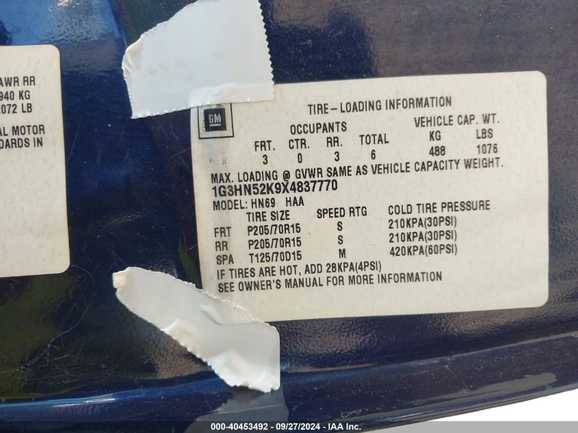 AWR RR
940 KG
2072 LB
AL MOTOR
DARDS IN
GM
TIRE-LOADING INFORMATION
OCCUPANTS VEHICLE CAP. WT.
FRT. CTR. RR. TOTAL KG LBS
3 0 3 6 488 1076
MAX. LOADING @ GVWR SAME AS VEHICLE CAPACITY WEIGHT.
1G3HN52K9X4837770
MODEL: HN69 HAA
TIRE SIZE SPEED RTG COLD TIRE PRESSURE
FRT P205/70R15 S 210KPA(30PSI)
RR P205/70R15 S 210KPA(30PSI)
SPA T125/70D15 M 420KPA(60PSI)
IF TIRES ARE HOT, ADD 28KPA(4PSI)
SEE OWNER'S MANUAL FOR MORE INFORMATION
000-40453492 - 09/27/2024 - IAA Inc.